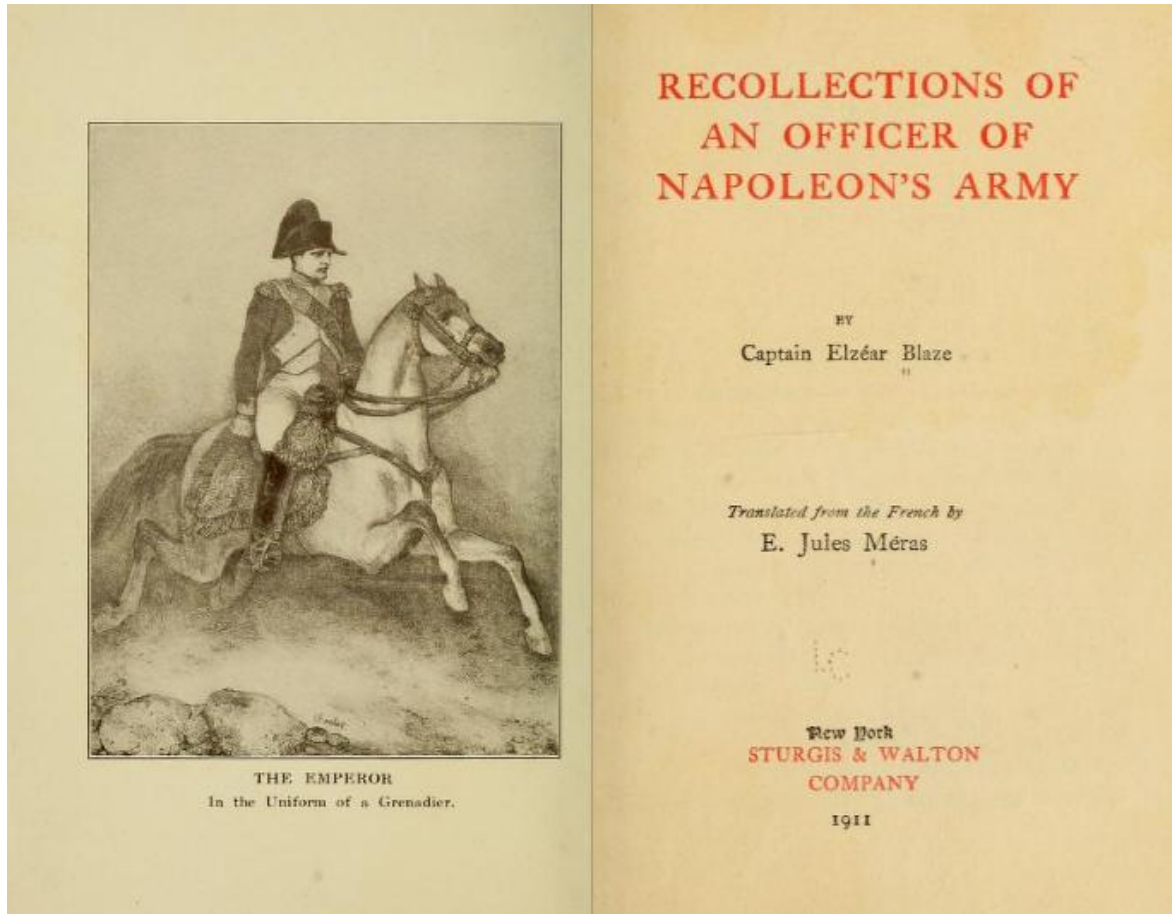 THE EMPEROR
In the Uniform of a Grenadier.
RECOLLECTIONS OF
AN OFFICER OF
NAPOLEON'S ARMY
BY
Captain Elzéar Blaze
Translated from the French by
E. Jules Méras
LC
New York
STURGIS & WALTON
COMPANY
1911